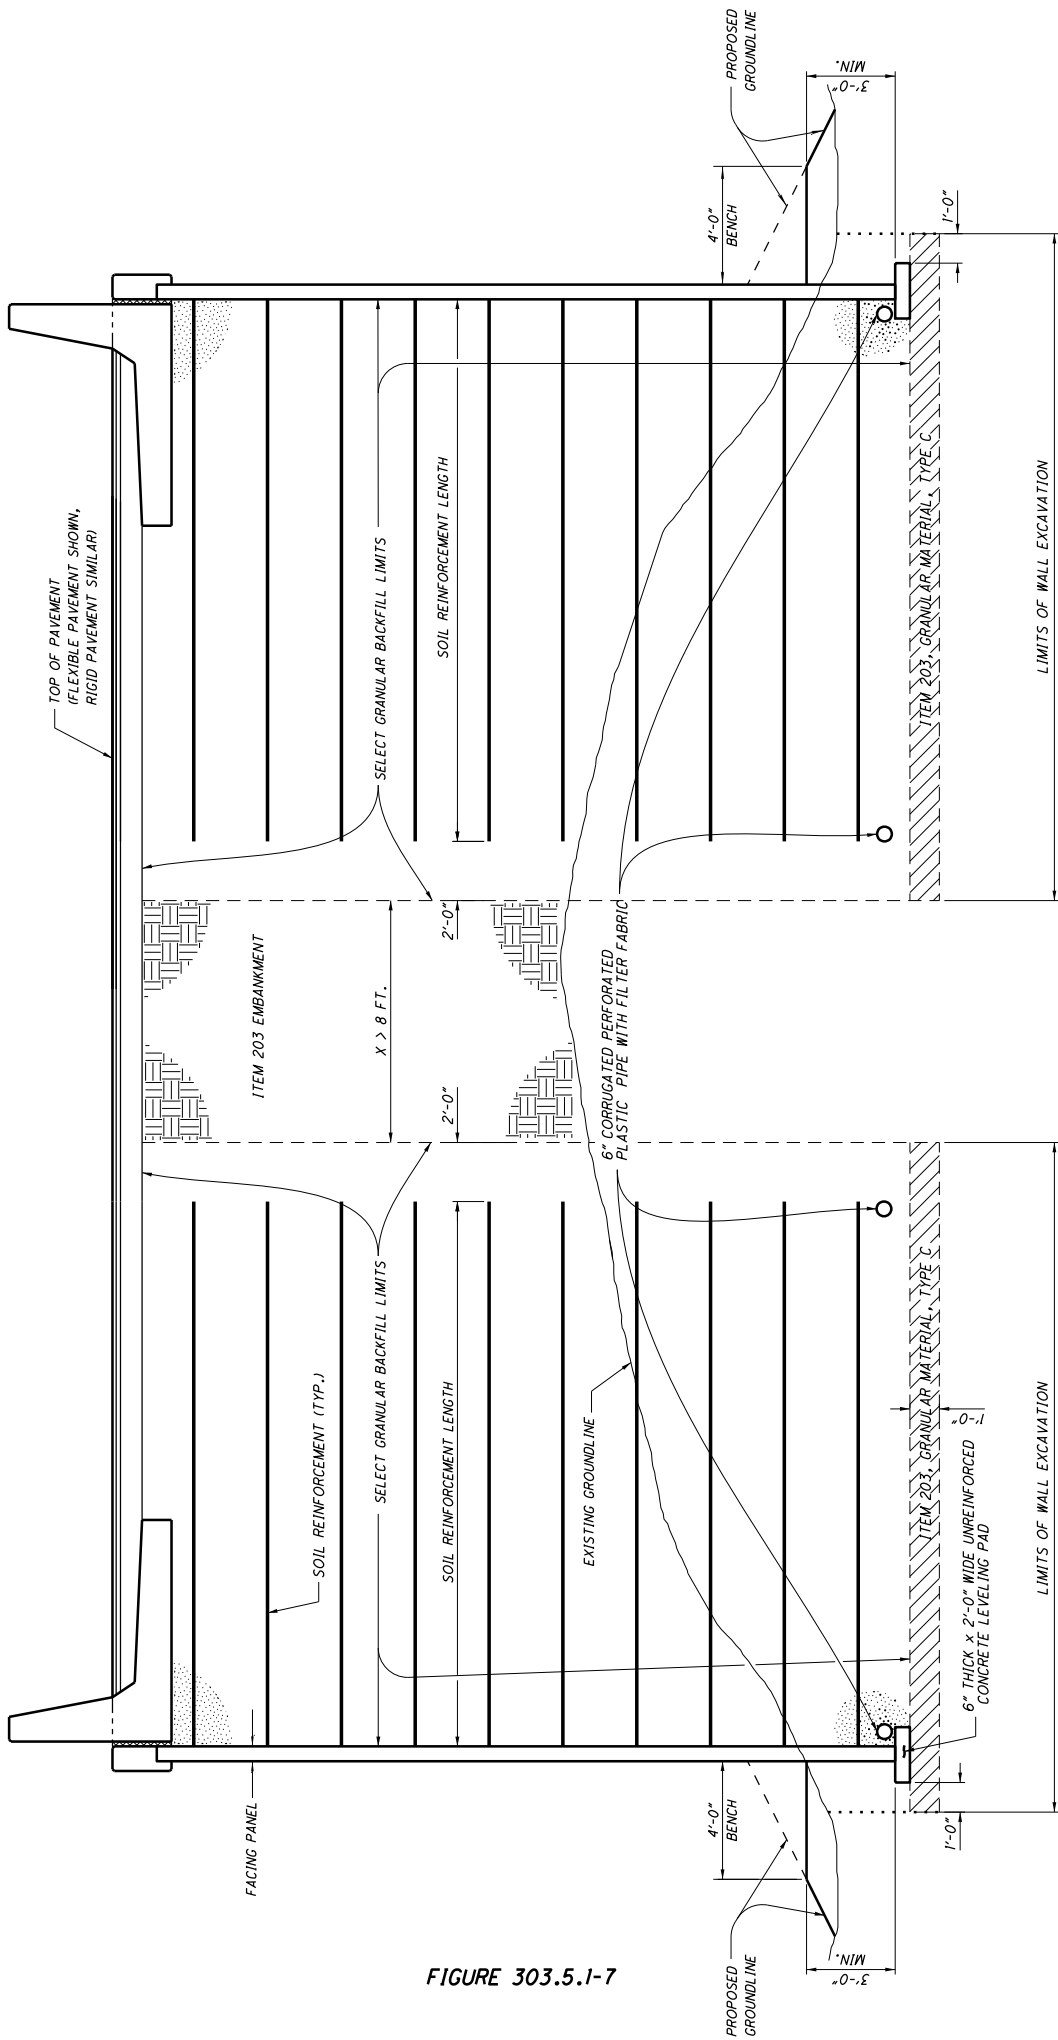 TOP OF PAVEMENT
(FLEXIBLE PAVEMENT SHOWN,
RIGID PAVEMENT SIMILAR)
FACING PANEL
SOIL REINFORCEMENT (TYP.)
ITEM 203 EMBANKMENT
SELECT GRANULAR BACKFILL LIMITS
SELECT GRANULAR BACKFILL LIMITS
X > 8 FT.
SOIL REINFORCEMENT LENGTH
2'-0"
2'-0"
SOIL REINFORCEMENT LENGTH
EXISTING GROUNDLINE
6" CORRUGATED PERFORATED
PLASTIC PIPE WITH FILTER FABRIC
4'-0"
BENCH
4'-0"
BENCH
PROPOSED
GROUNDLINE
PROPOSED
GROUNDLINE
3'-0"
MIN.
3'-0"
MIN.
ITEM 203, GRANULAR MATERIAL, TYPE C
ITEM 203, GRANULAR MATERIAL, TYPE C
1'-0"
1'-0"
1'-0"
6" THICK x 2'-0" WIDE UNREINFORCED
CONCRETE LEVELING PAD
LIMITS OF WALL EXCAVATION
LIMITS OF WALL EXCAVATION
FIGURE 303.5.1-7